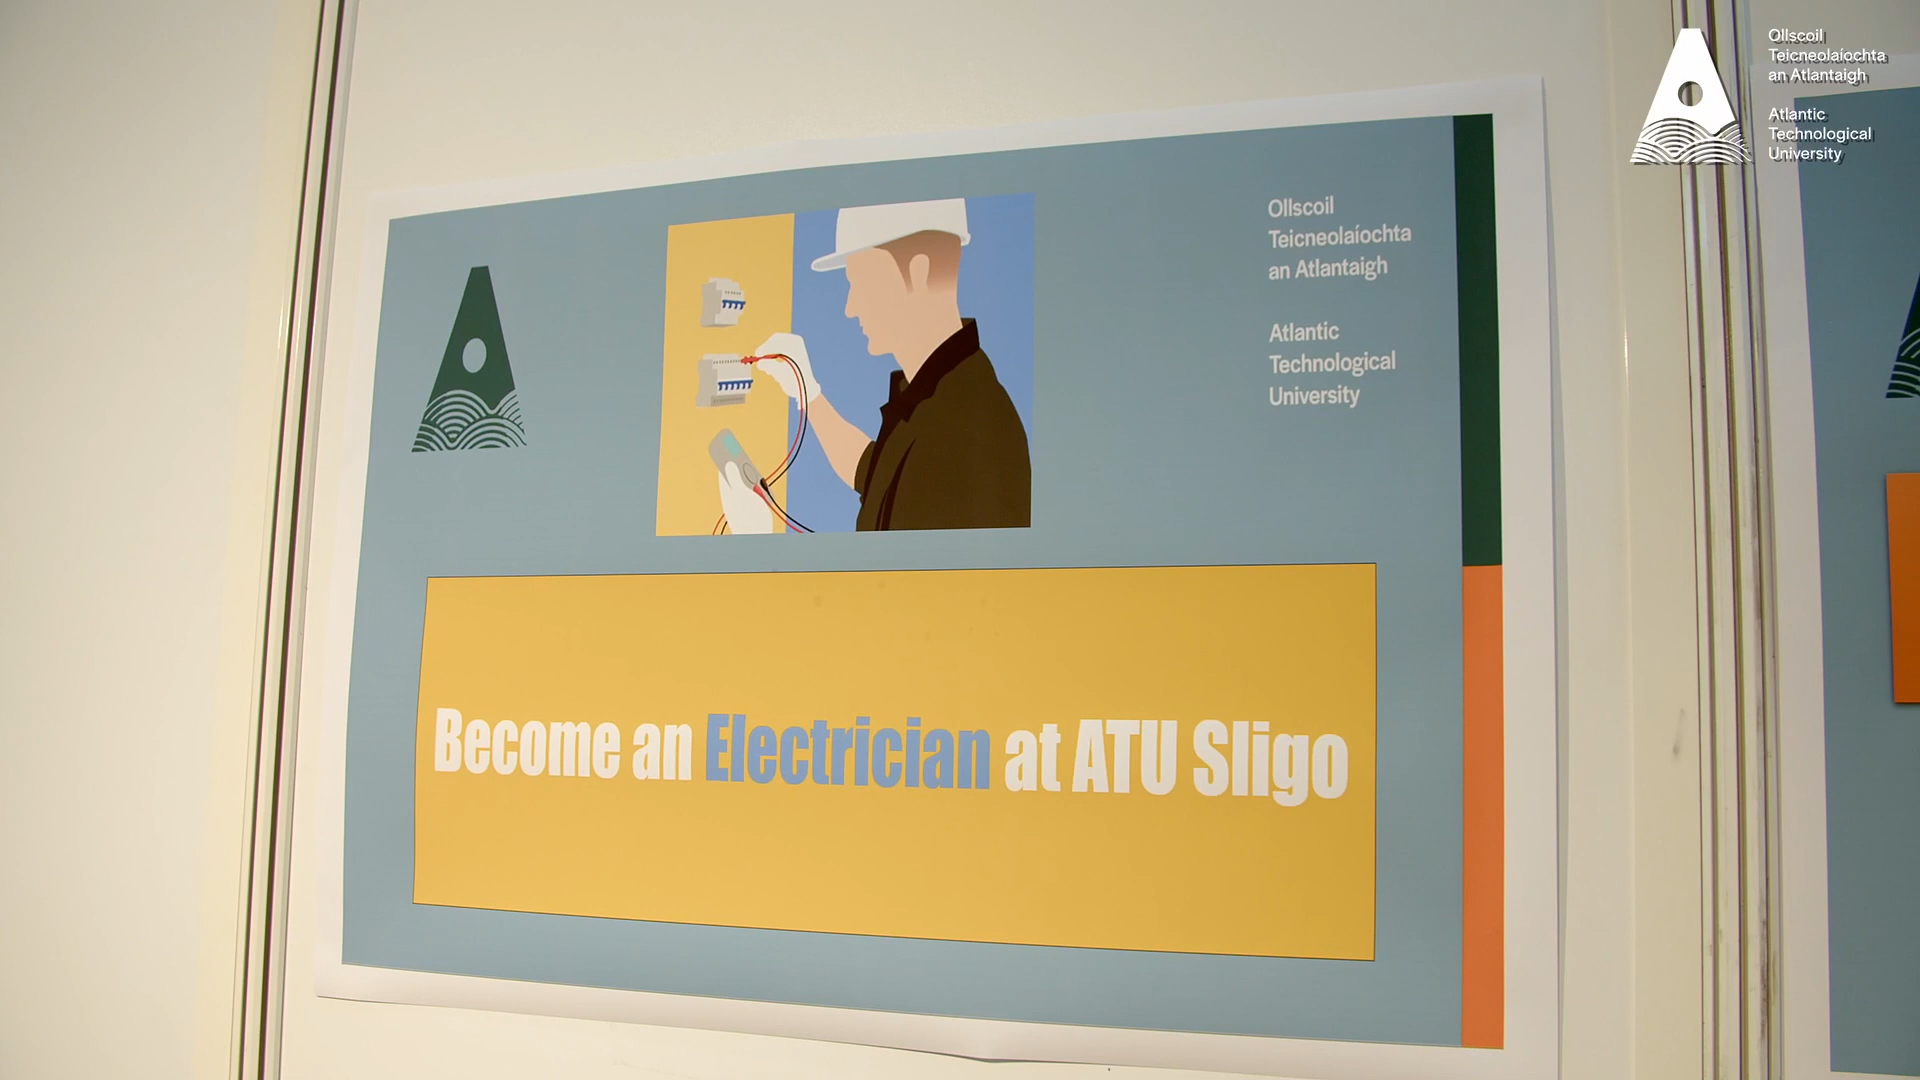 Ollscoil
Teicneolaíochta
an Atlantaigh
Atlantic
Technological
University
Ollscoil
Teicneolaíochta
an Atlantaigh
Atlantic
Technological
University
Become an Electrician at ATU Sligo